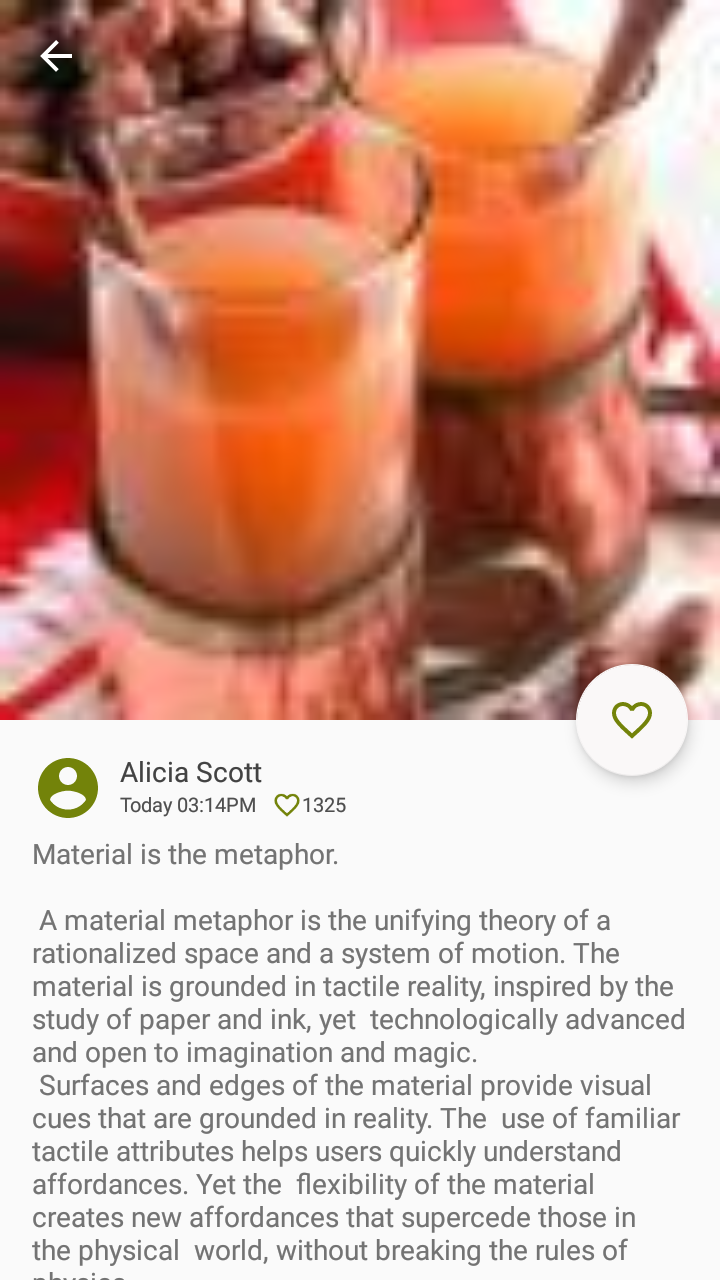 Alicia Scott
Today 03:14PM 1325
Material is the metaphor.
A material metaphor is the unifying theory of a
rationalized space and a system of motion. The
material is grounded in tactile reality, inspired by the
study of paper and ink, yet  technologically advanced
and open to imagination and magic.
Surfaces and edges of the material provide visual
cues that are grounded in reality. The  use of familiar
tactile attributes helps users quickly understand
affordances. Yet the  flexibility of the material
creates new affordances that supercede those in
the physical  world, without breaking the rules of